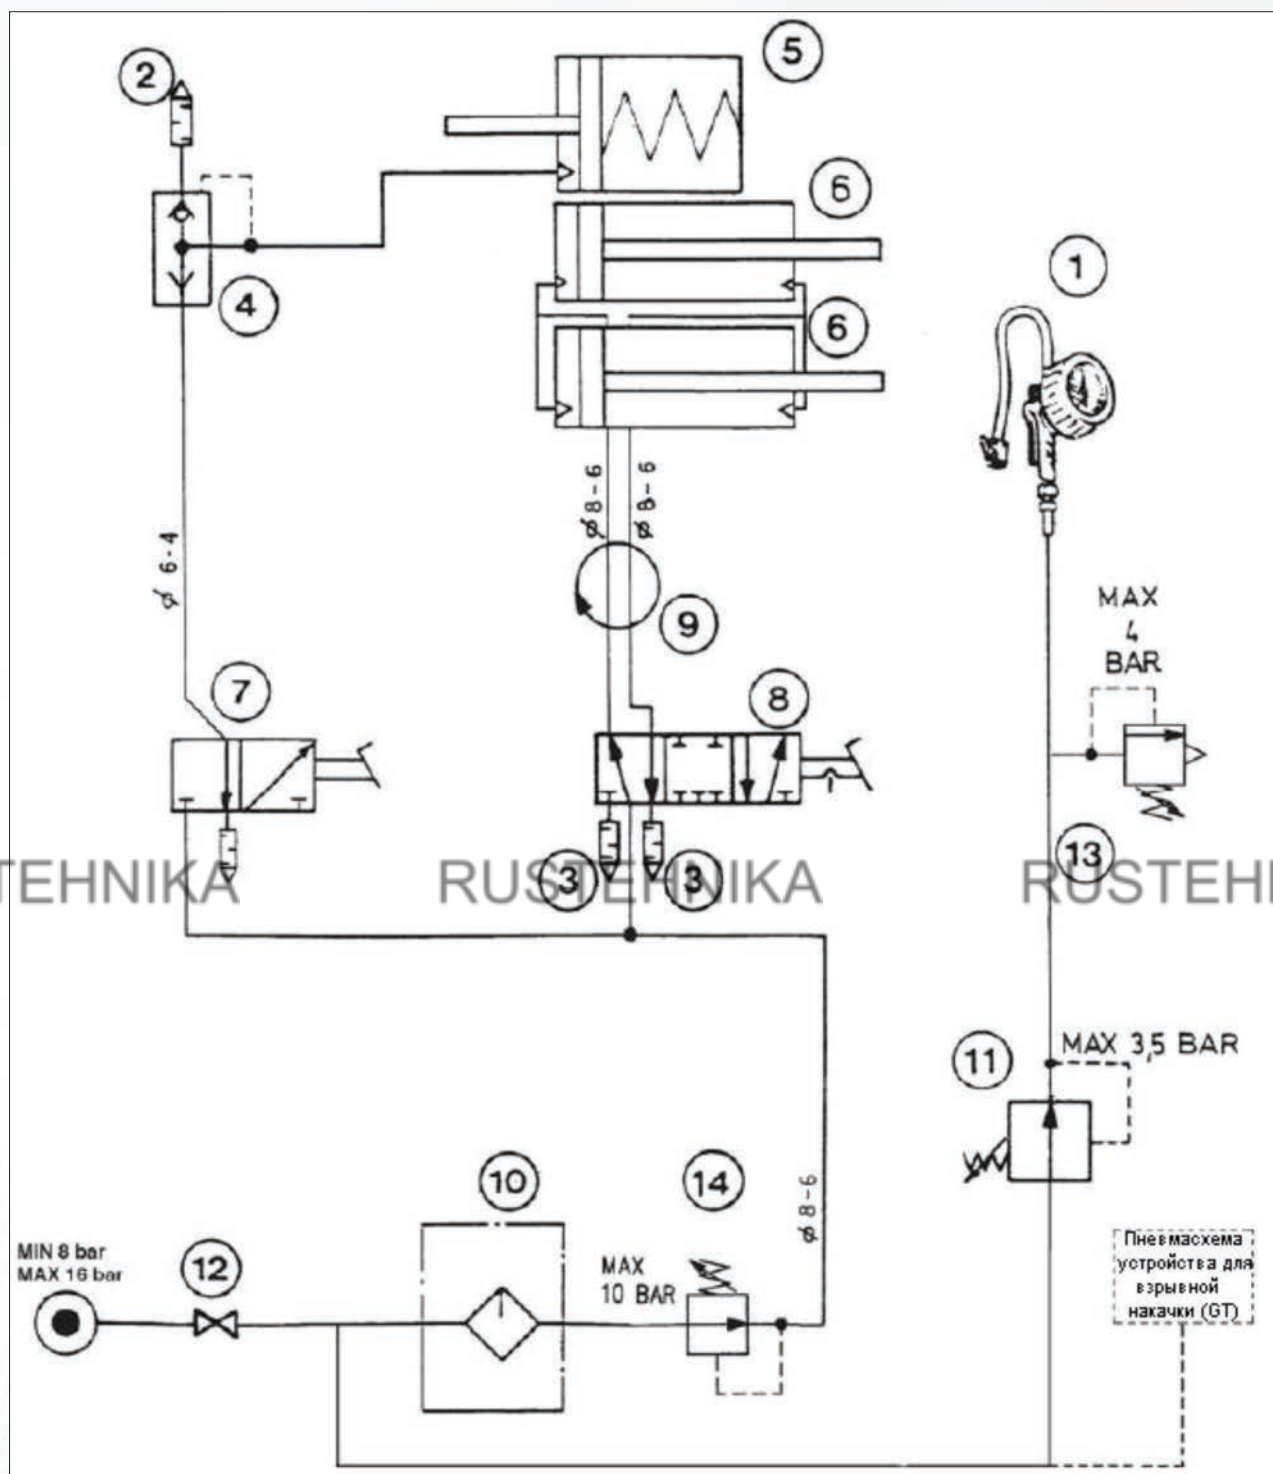 2
5
6
4
6
1
ø 8-6
ø 8-6
ø 6-4
9
MAX
4
BAR
7
8
13
3
3
TEHNIKA
RUSTEHNIKA
RUSTEH
11
MAX 3,5 BAR
10
14
ø 8-6
MIN 8 bar
MAX 16 bar
12
MAX
10 BAR
Пневмасхема
устройства для
взрывной
накачки (GT)